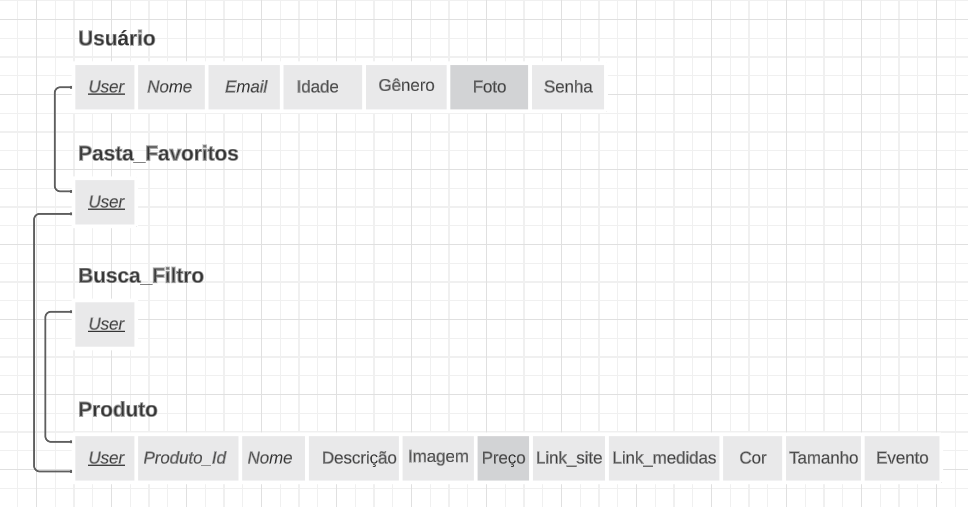 Usuário
User Nome Email Idade Gênero Foto Senha
Pasta_Favoritos
User
Busca_Filtro
User
Produto
User Produto_Id Nome Descrição Imagem Preço Link_site Link_medidas Cor Tamanho Evento